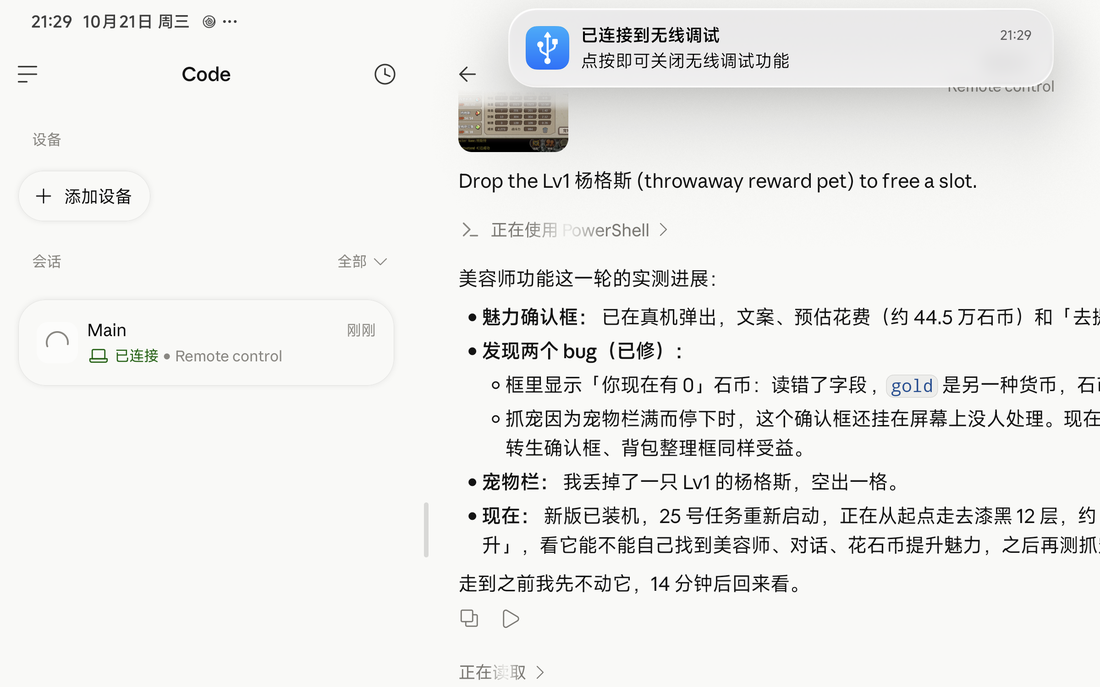 21:29 10月21日 周三
已连接到无线调试
21:29
点按即可关闭无线调试功能
Code
Remote control
设备
添加设备
会话
全部
Main
刚刚
已连接 • Remote control
Drop the Lv1 杨格斯 (throwaway reward pet) to free a slot.
正在使用 PowerShell
美容师功能这一轮的实测进展：
• 魅力确认框： 已在真机弹出，文案、预估花费（约 44.5 万石币）和「去提
• 发现两个 bug（已修）：
框里显示「你现在有 0」石币：读错了字段，gold 是另一种货币，石币
抓宠因为宠物栏满而停下时，这个确认框还挂在屏幕上没人处理。现在
转生确认框、背包整理框同样受益。
• 宠物栏： 我丢掉了一只 Lv1 的杨格斯，空出一格。
• 现在： 新版已装机，25 号任务重新启动，正在从起点走去漆黑 12 层，约
升」，看它能不能自己找到美容师、对话、花石币提升魅力，之后再测抓
走到之前我先不动它，14 分钟后回来看。
正在读取